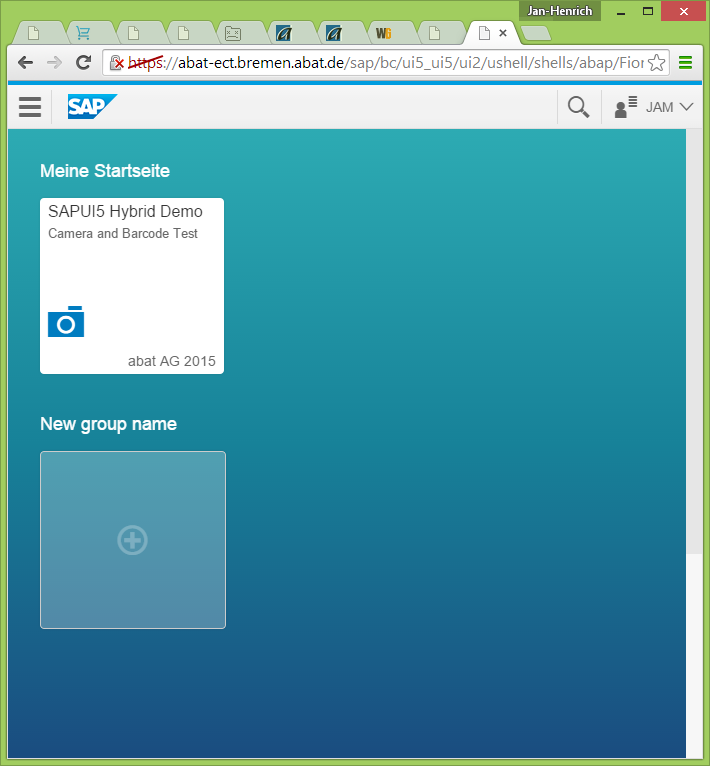 Jan-Henrich
WG
https://abat-ect.bremen.abat.de/sap/bc/ui5_ui5/ui2/ushell/shells/abap/Fior
SAP
JAM
Meine Startseite
SAPUI5 Hybrid Demo
Camera and Barcode Test
abat AG 2015
New group name